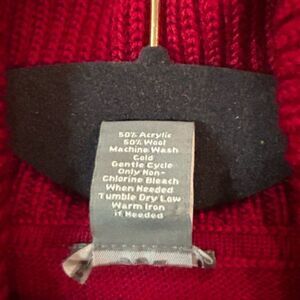 50% Acrylic
50% Wool
Machine Wash
Cold
Gentle Cycle
Only Non-
Chlorine Bleach
When Needed
Tumble Dry Low
Warm Iron
if Needed